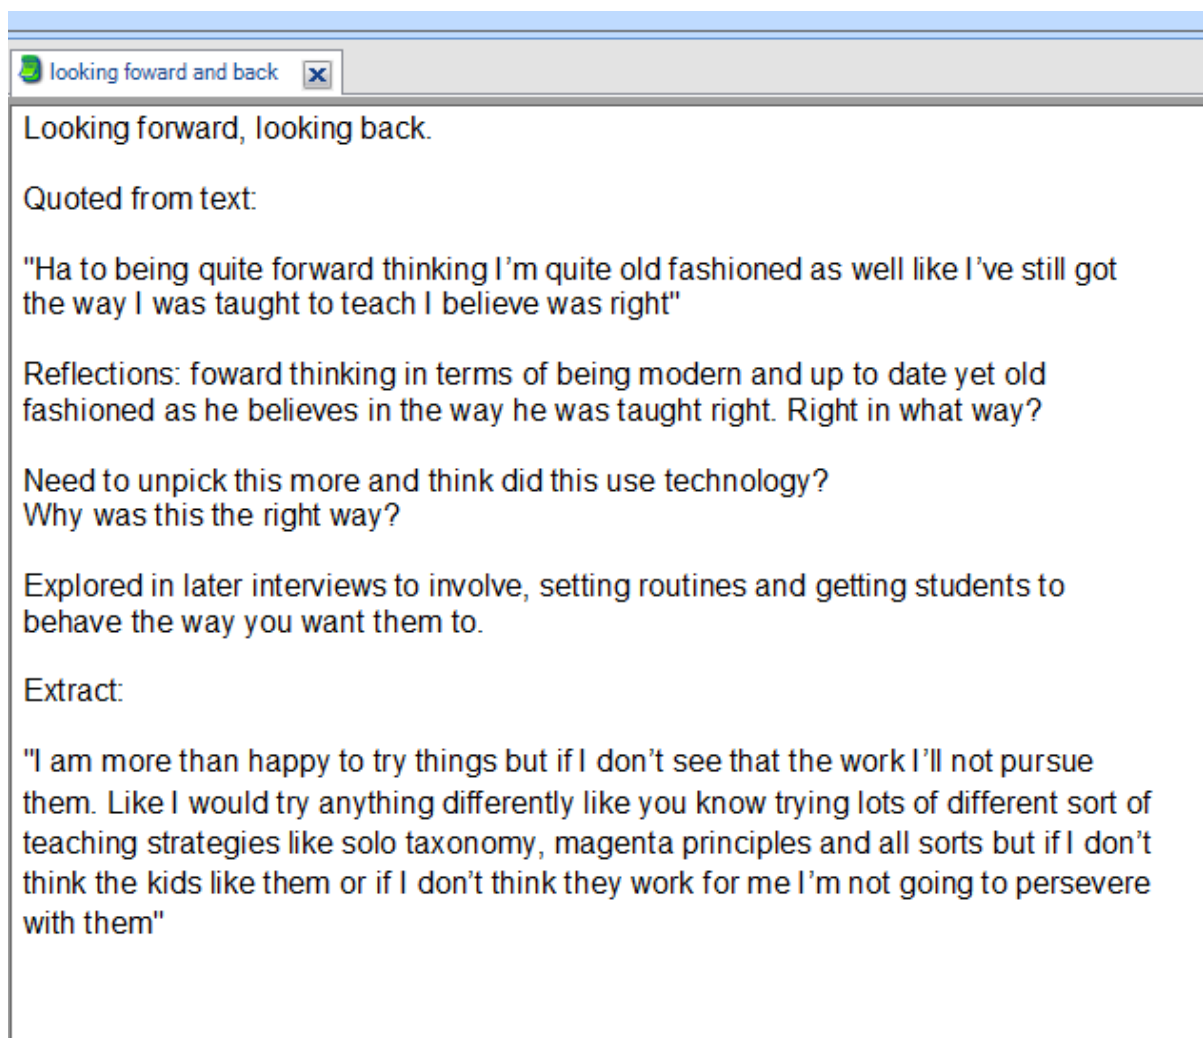 looking foward and back
Looking forward, looking back.
Quoted from text:
"Ha to being quite forward thinking I'm quite old fashioned as well like I've still got
the way I was taught to teach I believe was right"
Reflections: foward thinking in terms of being modern and up to date yet old
fashioned as he believes in the way he was taught right. Right in what way?
Need to unpick this more and think did this use technology?
Why was this the right way?
Explored in later interviews to involve, setting routines and getting students to
behave the way you want them to.
Extract:
"I am more than happy to try things but if I don't see that the work I'll not pursue
them. Like I would try anything differently like you know trying lots of different sort of
teaching strategies like solo taxonomy, magenta principles and all sorts but if I don't
think the kids like them or if I don't think they work for me I'm not going to persevere
with them"